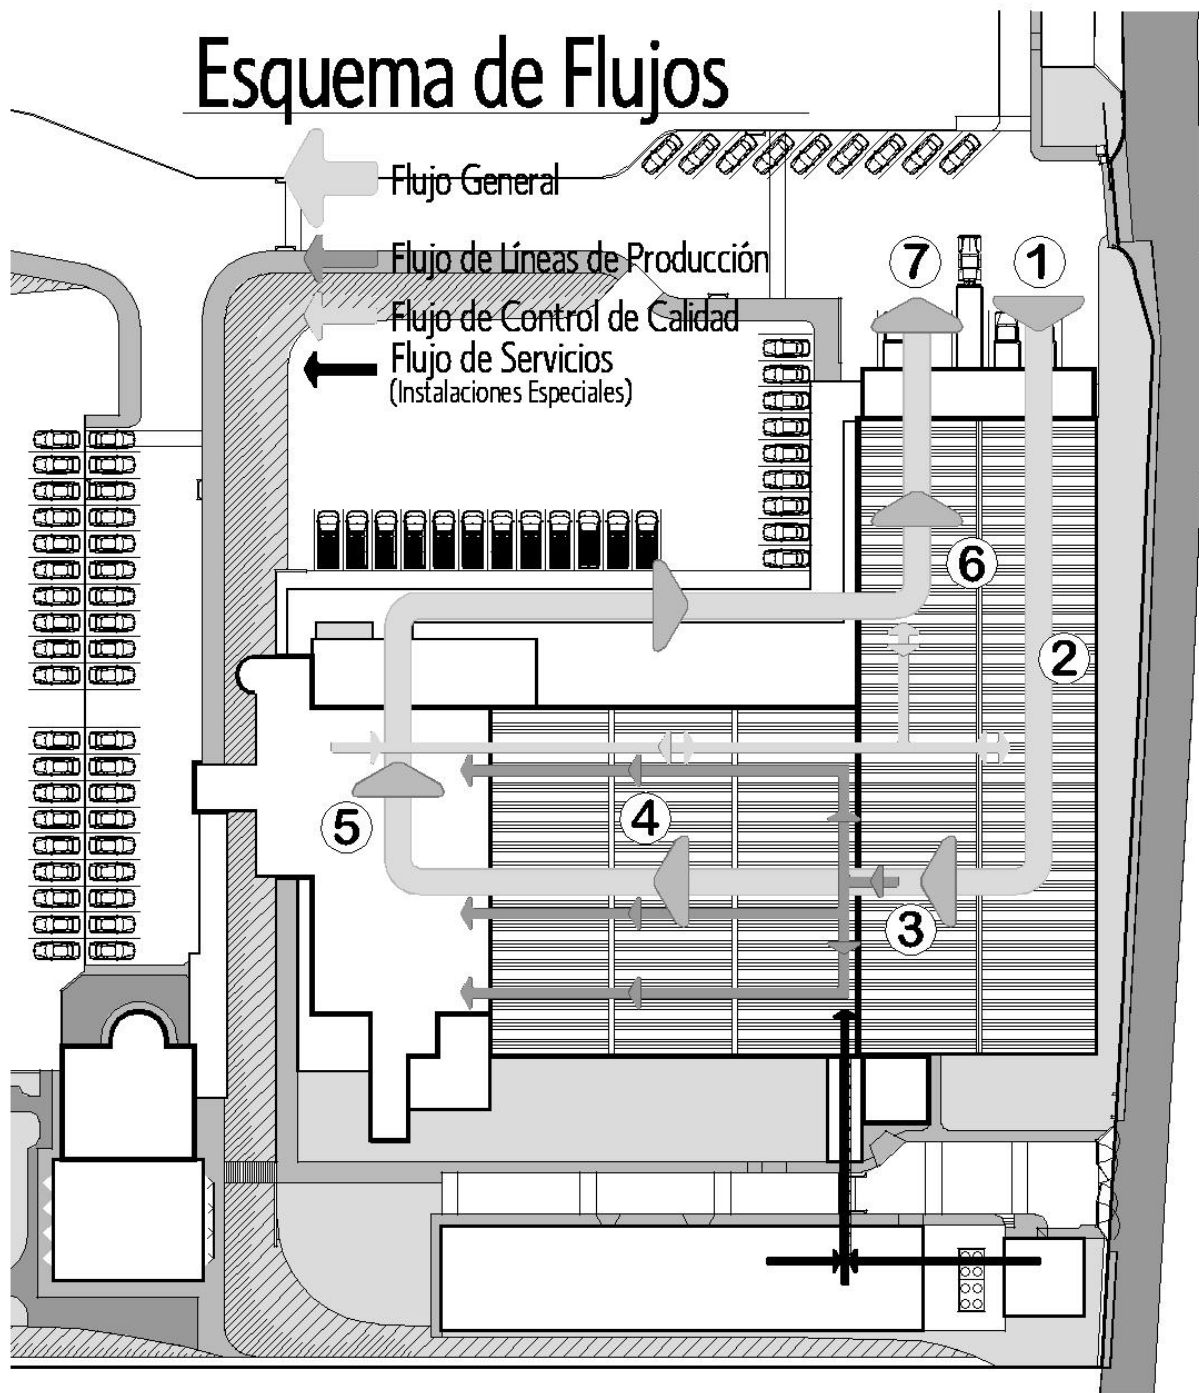 Esquema de Flujos
Flujo General
Flujo de Líneas de Producción
Flujo de Control de Calidad
Flujo de Servicios
(Instalaciones Especiales)
7
1
6
2
4
5
3